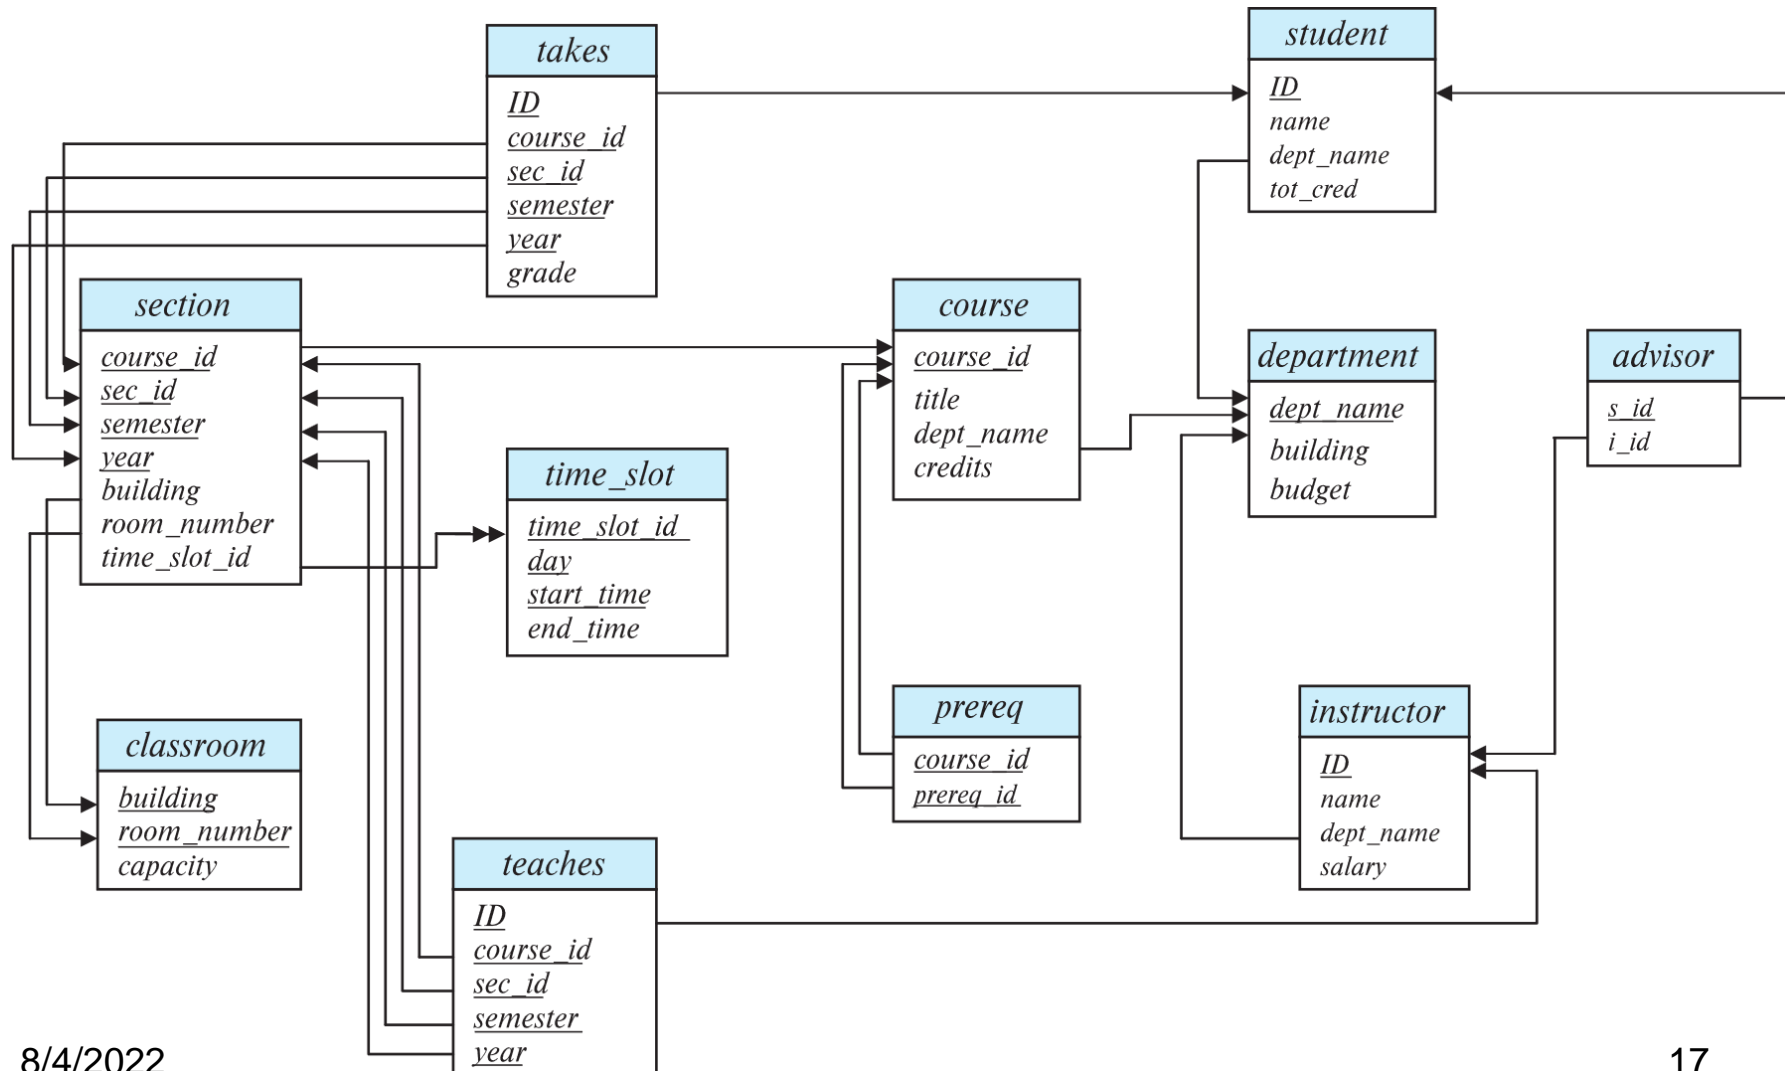 takes
ID
course_id
sec_id
semester
year
grade
student
ID
name
dept_name
tot_cred
section
course_id
sec_id
semester
year
building
room_number
time_slot_id
course
course_id
title
dept_name
credits
department
dept_name
building
budget
advisor
s_id
i_id
time_slot
time_slot_id
day
start_time
end_time
prereq
course_id
prereq_id
instructor
ID
name
dept_name
salary
classroom
building
room_number
capacity
teaches
ID
course_id
sec_id
semester
year
8/4/2022
17